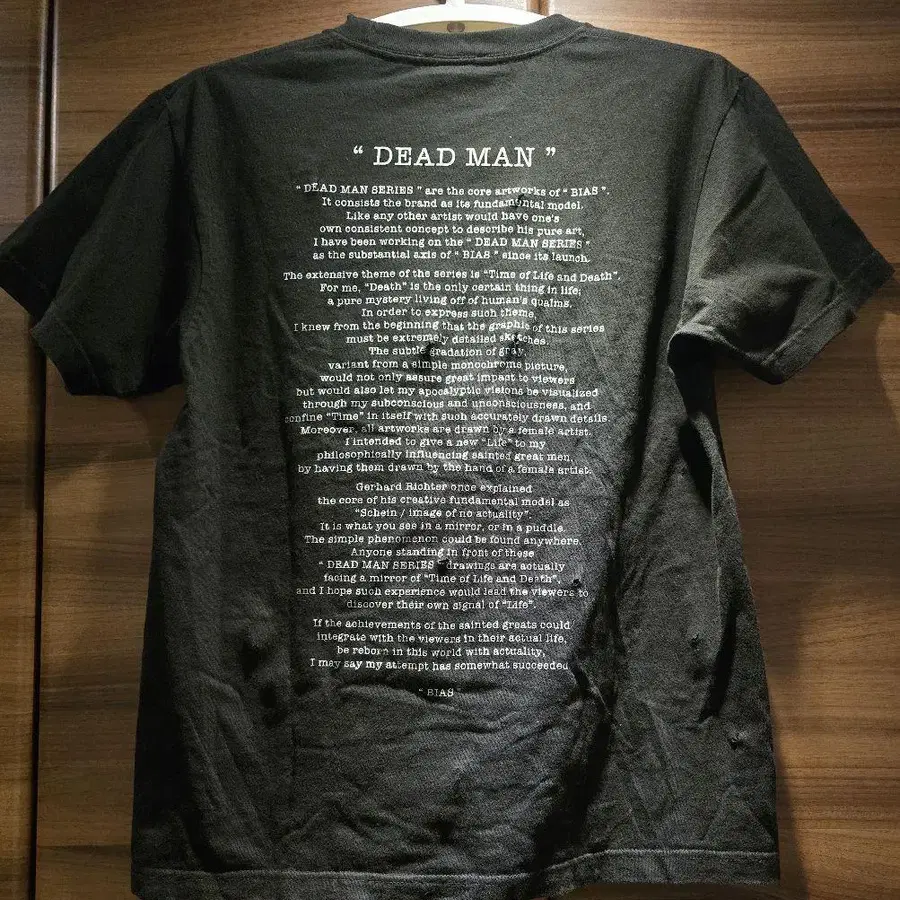 “ DEAD MAN ”
“ DEAD MAN SERIES ” are the core artworks of “ BIAS ”.
It consists the brand as its fundamental model.
Like any other artist would have one's
own consistent concept to describe his pure art,
I have been working on the “ DEAD MAN SERIES ”
as the substantial axis of “ BIAS ” since its launch.
The extensive theme of the series is “Time of Life and Death”.
For me, “Death” is the only certain thing in life;
a pure mystery living off of human's qualms.
In order to express such theme,
I knew from the beginning that the graphic of this series
must be extremely detailed sketches.
The subtle gradation of gray,
variant from a simple monochrome picture,
would not only assure great impact to viewers
but would also let my apocalyptic visions be visualized
through my subconscious and unconsciousness, and
confine “Time” in itself with such accurately drawn details.
Moreover, all artworks are drawn by a female artist.
I intended to give a new “Life” to my
philosophically influencing sainted great men,
by having them drawn by the hand of a female artist.
Gerhard Richter once explained
the core of his creative fundamental model as
“Schein / image of no actuality”.
It is what you see in a mirror, or in a puddle.
The simple phenomenon could be found anywhere.
Anyone standing in front of these
“ DEAD MAN SERIES ” drawings are actually
facing a mirror of “Time of Life and Death”,
and I hope such experience would lead the viewers to
discover their own signal of “Life”.
If the achievements of the sainted greats could
integrate with the viewers in their actual life,
be reborn in this world with actuality,
I may say my attempt has somewhat succeeded
“ BIAS ”